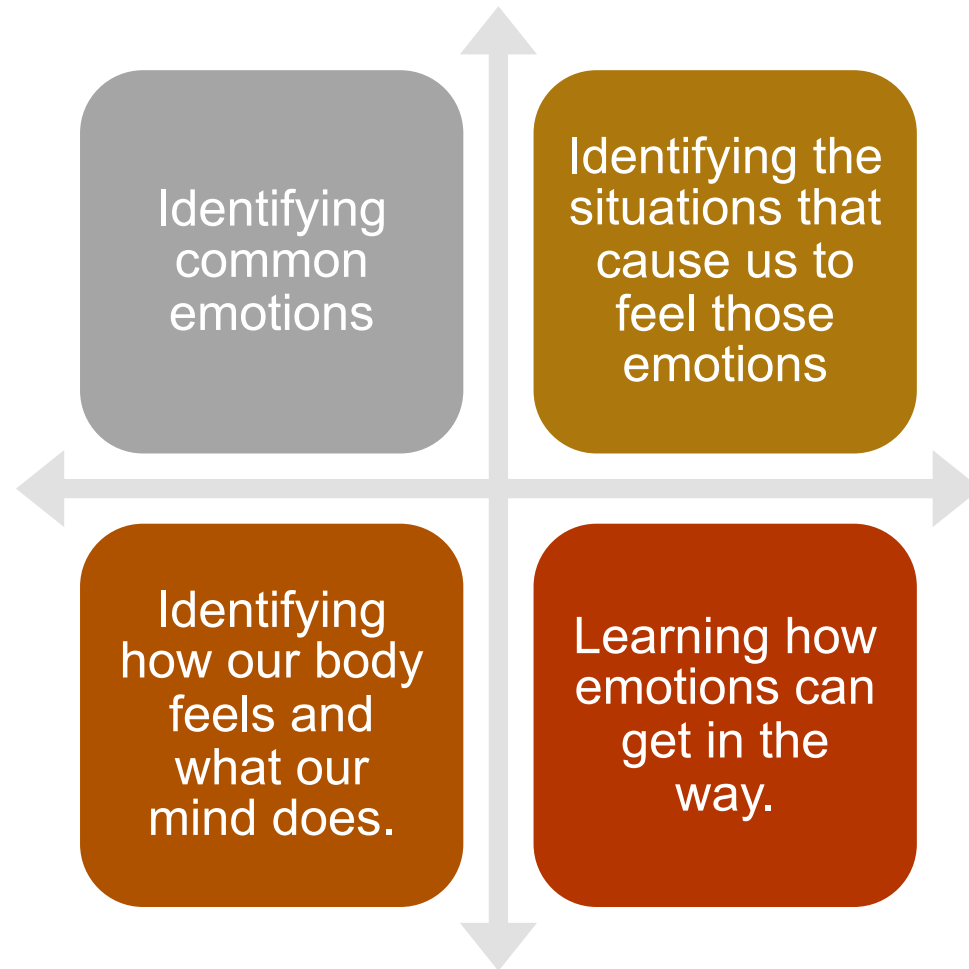 Identifying
common
emotions
Identifying the
situations that
cause us to
feel those
emotions
Identifying
how our body
feels and
what our
mind does.
Learning how
emotions can
get in the
way.